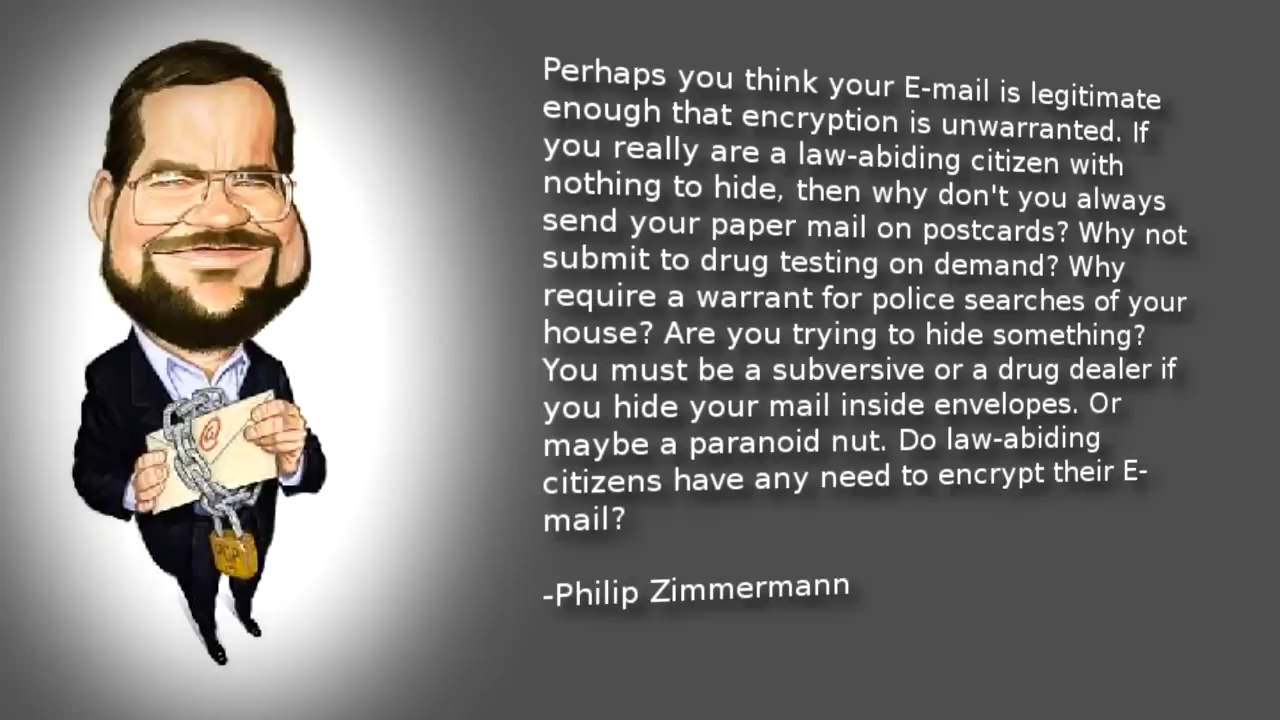 Perhaps you think your E-mail is legitimate
enough that encryption is unwarranted. If
you really are a law-abiding citizen with
nothing to hide, then why don't you always
send your paper mail on postcards? Why not
submit to drug testing on demand? Why
require a warrant for police searches of your
house? Are you trying to hide something?
You must be a subversive or a drug dealer if
you hide your mail inside envelopes. Or
maybe a paranoid nut. Do law-abiding
citizens have any need to encrypt their E-
mail?
-Philip Zimmermann
@
PGP